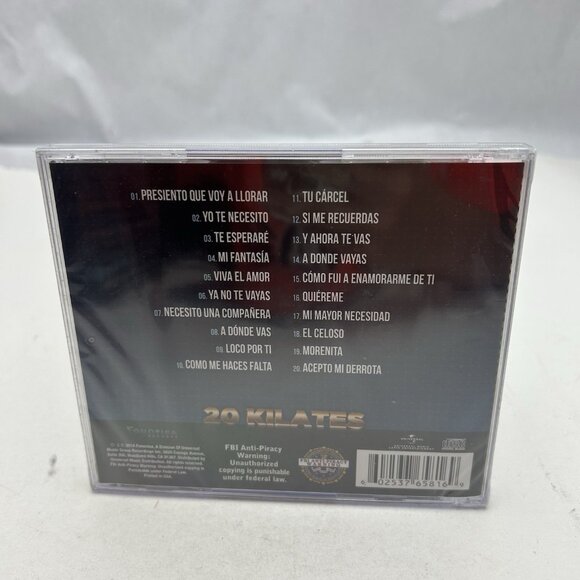 01. PRESIENTO QUE VOY A LLORAR
02. YO TE NECESITO
03. TE ESPERARÉ
04. MI FANTASÍA
05. VIVA EL AMOR
06. YA NO TE VAYAS
07. NECESITO UNA COMPAÑERA
08. A DÓNDE VAS
09. LOCO POR TI
10. COMO ME HACES FALTA
11. TU CÁRCEL
12. SI ME RECUERDAS
13. Y AHORA TE VAS
14. A DONDE VAYAS
15. CÓMO FUI A ENAMORARME DE TI
16. QUIÉREME
17. MI MAYOR NECESIDAD
18. EL CELOSO
19. MORENITA
20. ACEPTO MI DERROTA
20 KILATES
Fonovisa
FBI Anti-Piracy
Warning:
Unauthorized
copying is punishable
under federal law.
6 02537 65816